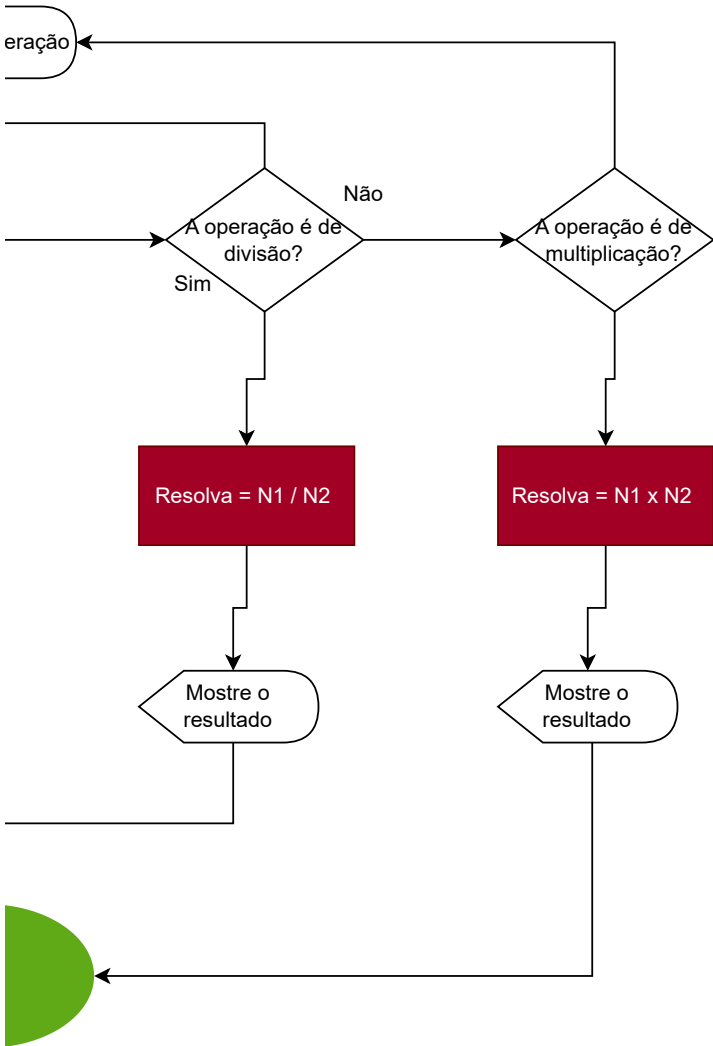 eração
Não
A operação é de
divisão?
Sim
A operação é de
multiplicação?
Resolva = N1 / N2
Resolva = N1 x N2
Mostre o
resultado
Mostre o
resultado